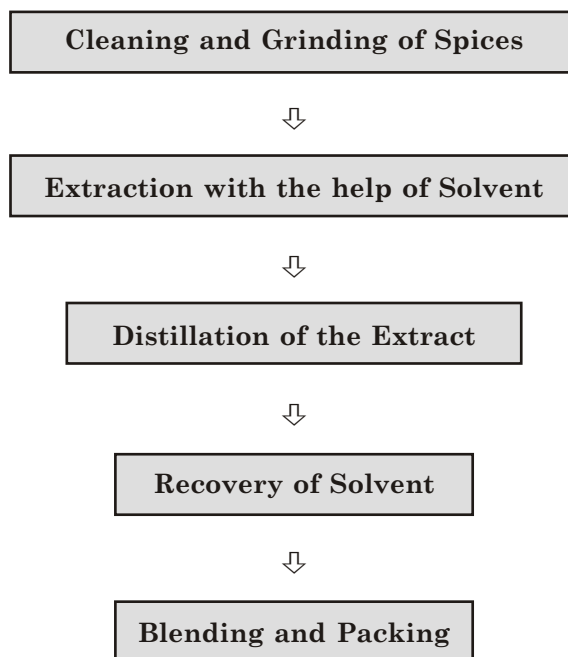 Cleaning and Grinding of Spices
Extraction with the help of Solvent
Distillation of the Extract
Recovery of Solvent
Blending and Packing